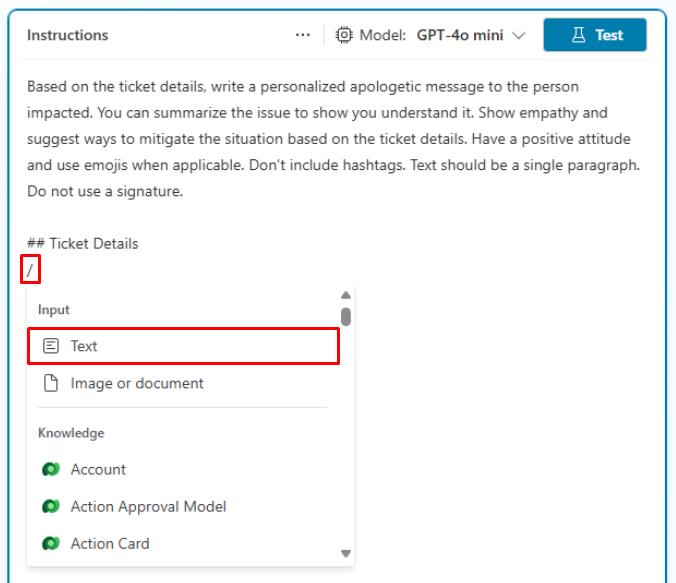 Instructions
··· Model: GPT-4o mini Test
Based on the ticket details, write a personalized apologetic message to the person
impacted. You can summarize the issue to show you understand it. Show empathy and
suggest ways to mitigate the situation based on the ticket details. Have a positive attitude
and use emojis when applicable. Don't include hashtags. Text should be a single paragraph.
Do not use a signature.
## Ticket Details
/
Input
Text
Image or document
Knowledge
Account
Action Approval Model
Action Card